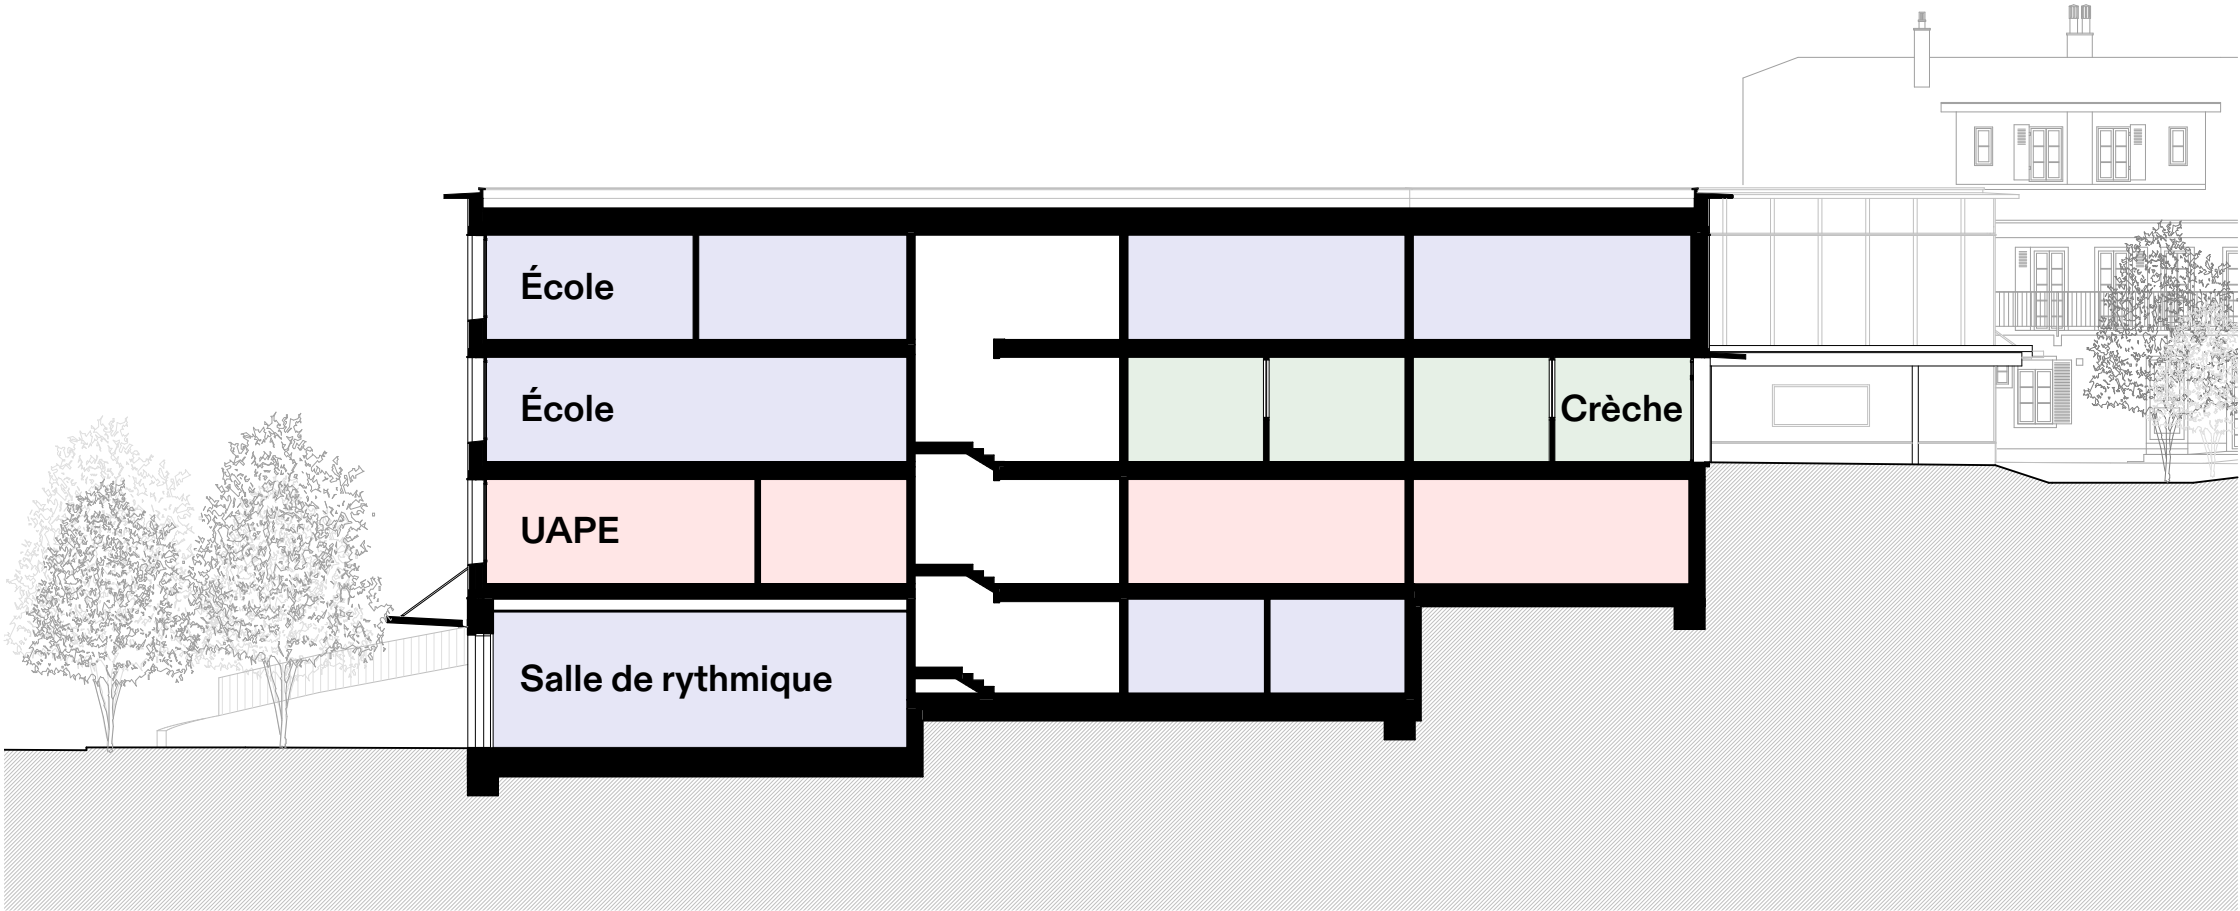 École
École
Crèche
UAPE
Salle de rythmique